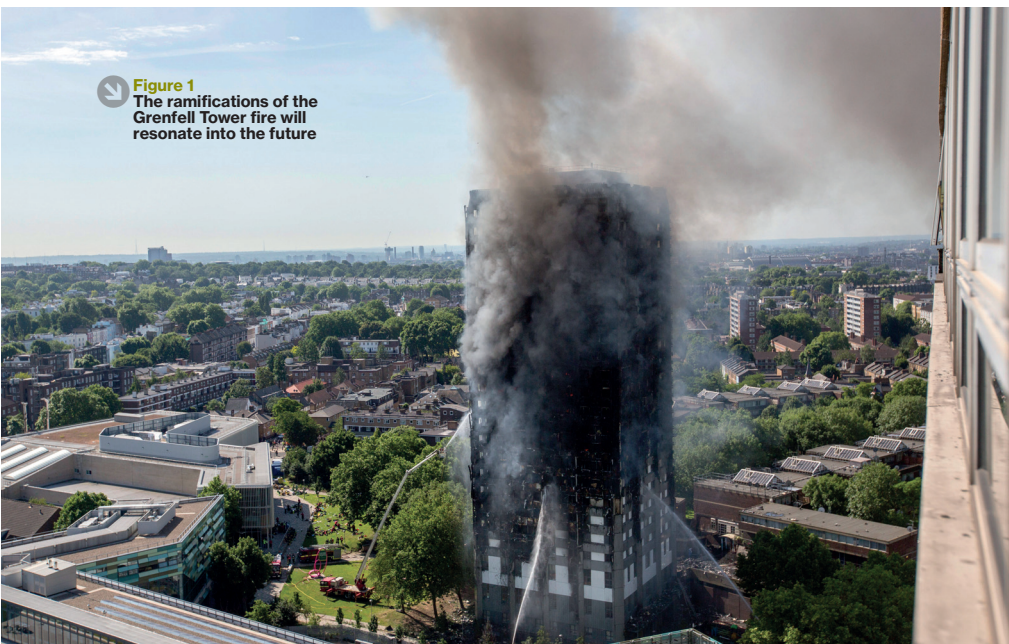 Figure 1
The ramifications of the
Grenfell Tower fire will
resonate into the future